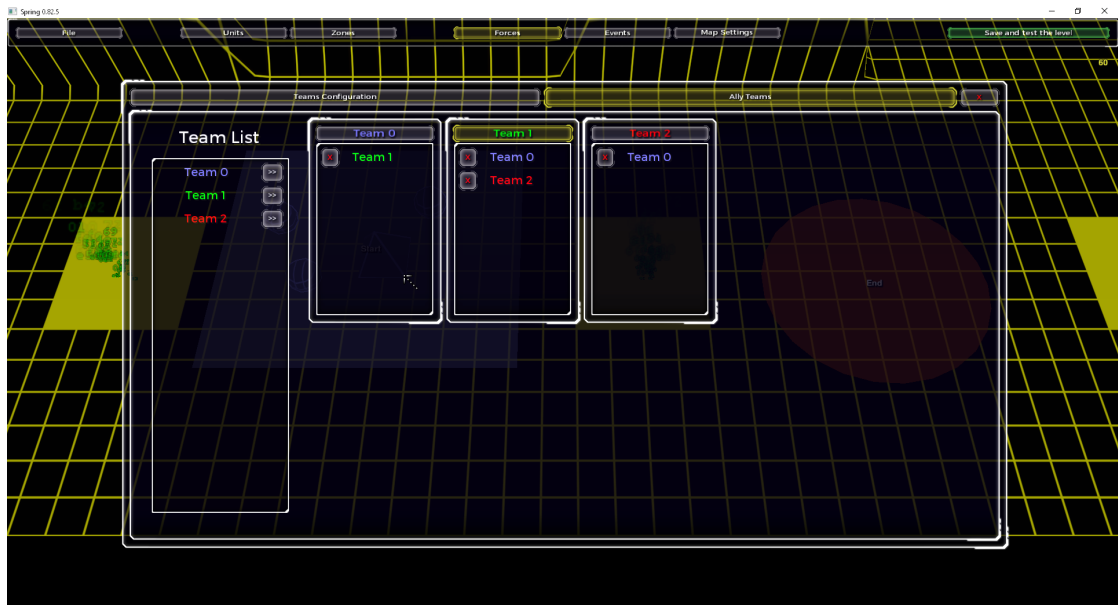 Spring 0.82.5
File Units Zones Forces Events Map Settings Save and test the level
60
Teams Configuration Ally Teams X
Team List
Team 0 Team 1 Team 2
X Team 1 X Team 0 X Team 0
X Team 2
Team 0 >>
Team 1 >>
Team 2 >>
Start
End